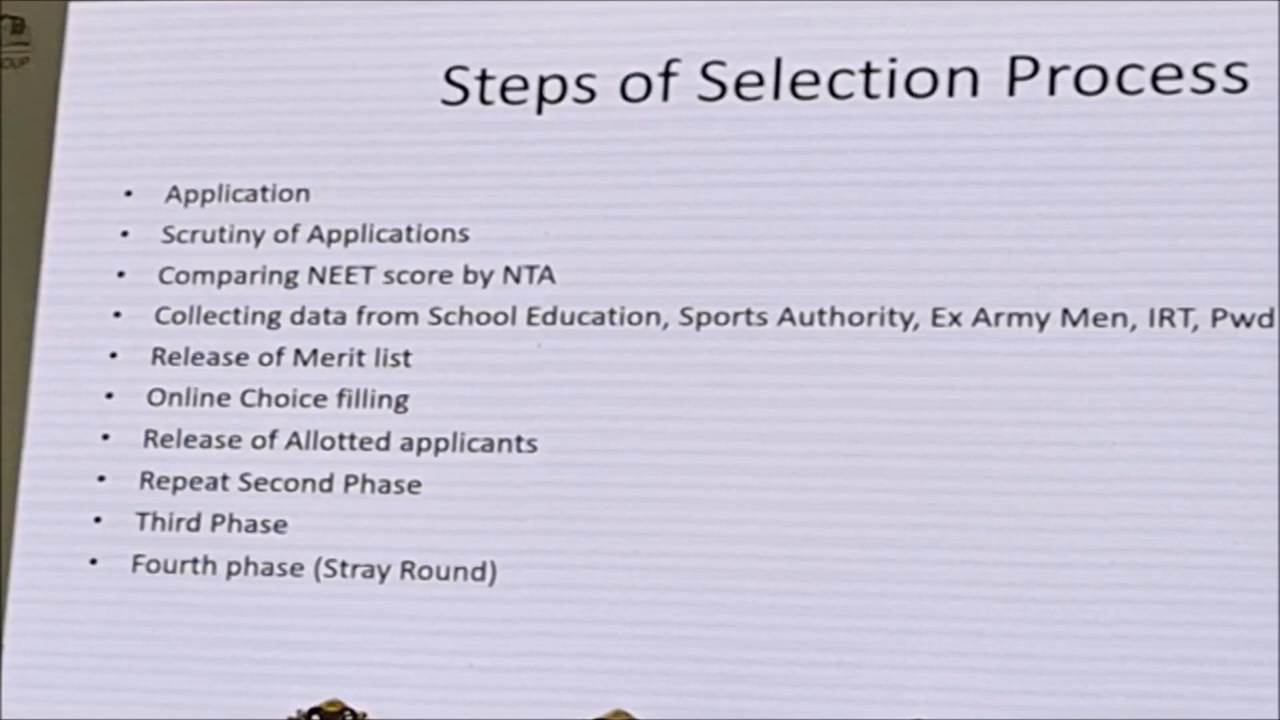 Steps of Selection Process
• Application
• Scrutiny of Applications
• Comparing NEET score by NTA
• Collecting data from School Education, Sports Authority, Ex Army Men, IRT, Pwd
• Release of Merit list
• Online Choice filling
• Release of Allotted applicants
• Repeat Second Phase
• Third Phase
• Fourth phase (Stray Round)